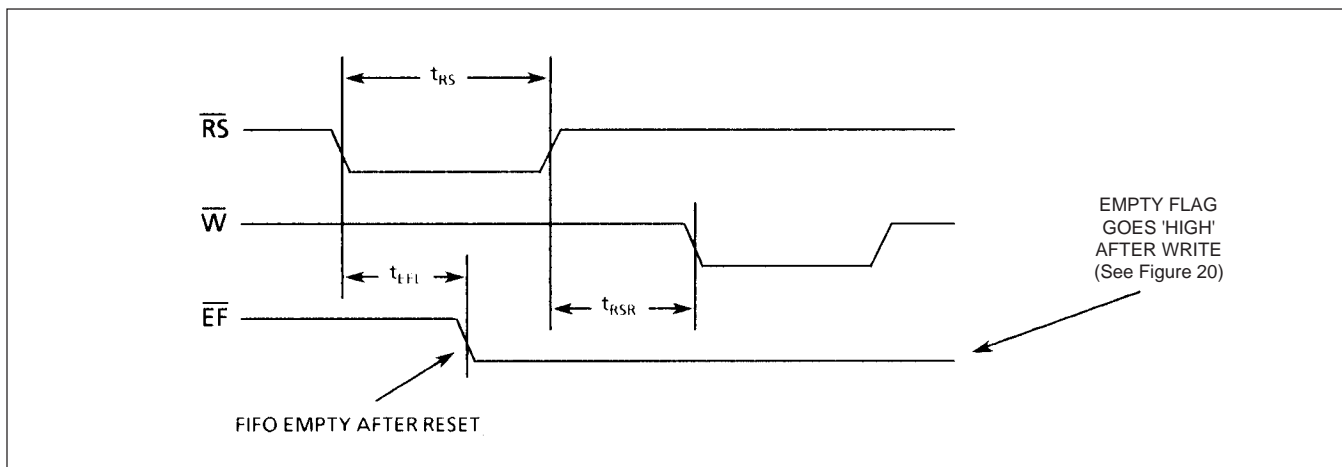 tRS
RS
W
EMPTY FLAG
GOES 'HIGH'
AFTER WRITE
(See Figure 20)
tEFL
tRSR
EF
FIFO EMPTY AFTER RESET